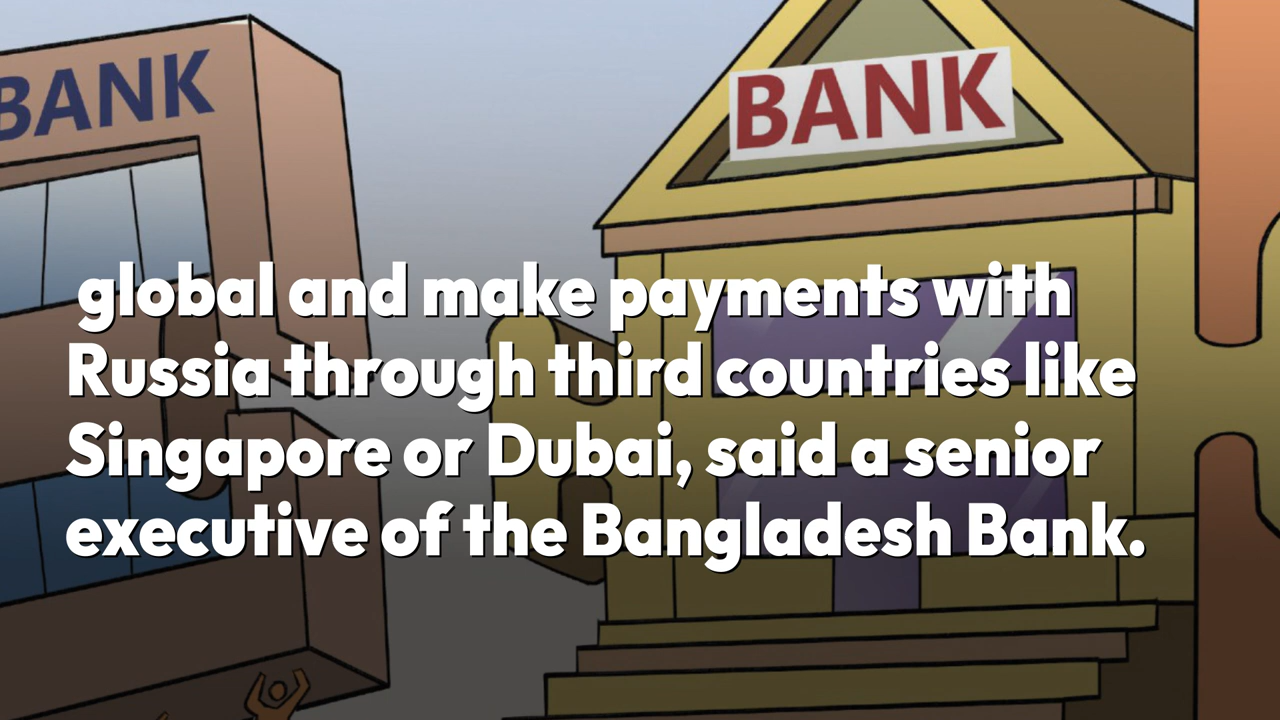 BANK
BANK
global and make payments with
Russia through third countries like
Singapore or Dubai, said a senior
executive of the Bangladesh Bank.